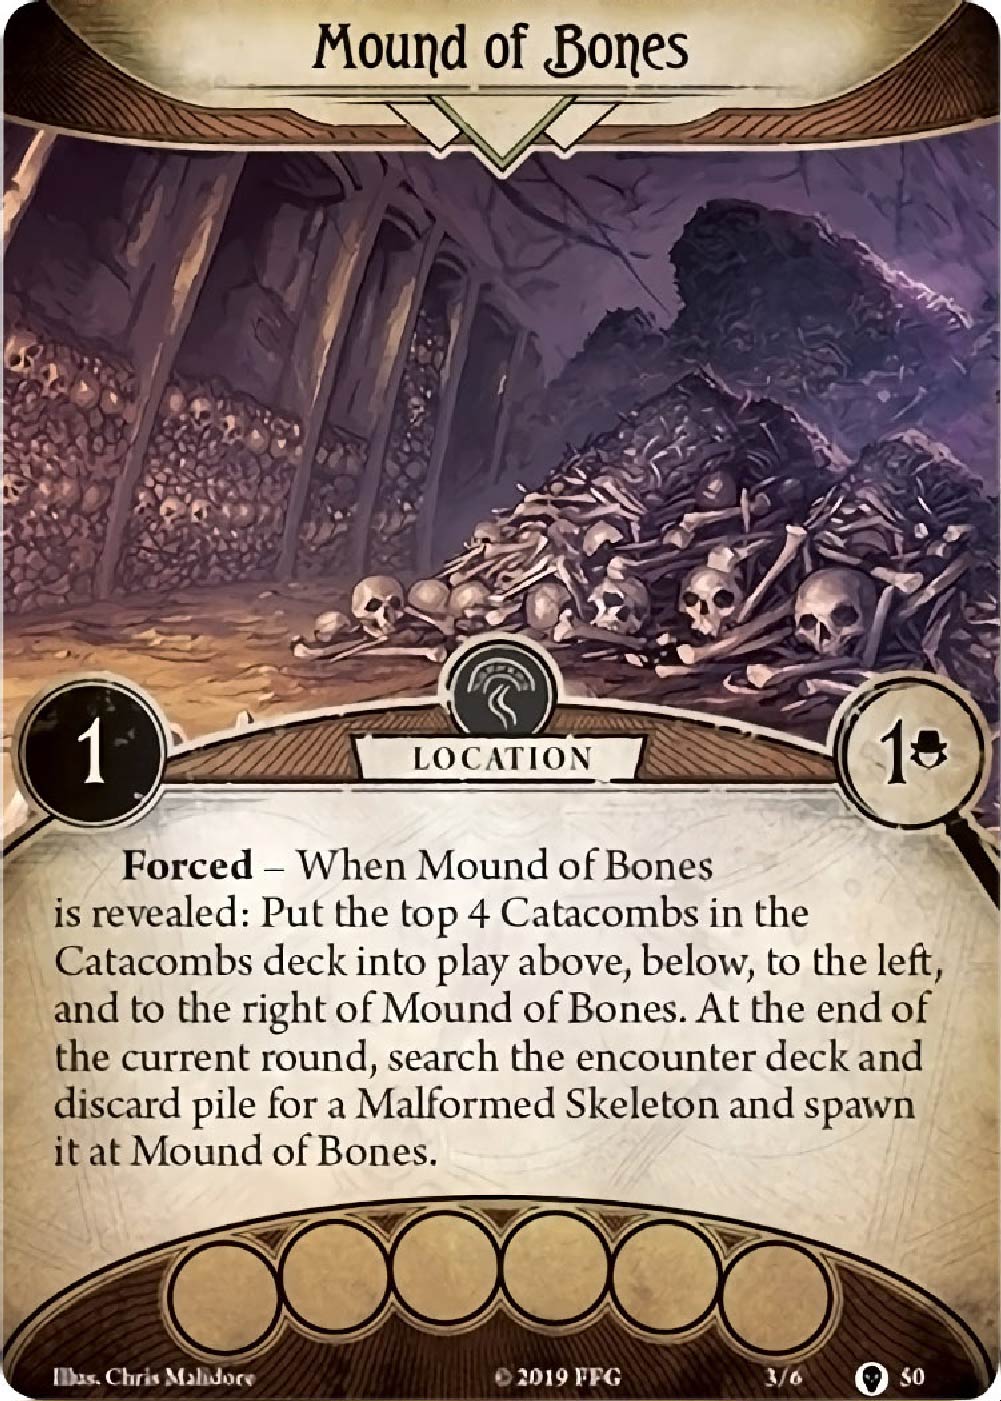 Mound of Bones
1
LOCATION
1
Forced – When Mound of Bones
is revealed: Put the top 4 Catacombs in the
Catacombs deck into play above, below, to the left,
and to the right of Mound of Bones. At the end of
the current round, search the encounter deck and
discard pile for a Malformed Skeleton and spawn
it at Mound of Bones.
Illus. Chris Malidore © 2019 FFG 3/6 50